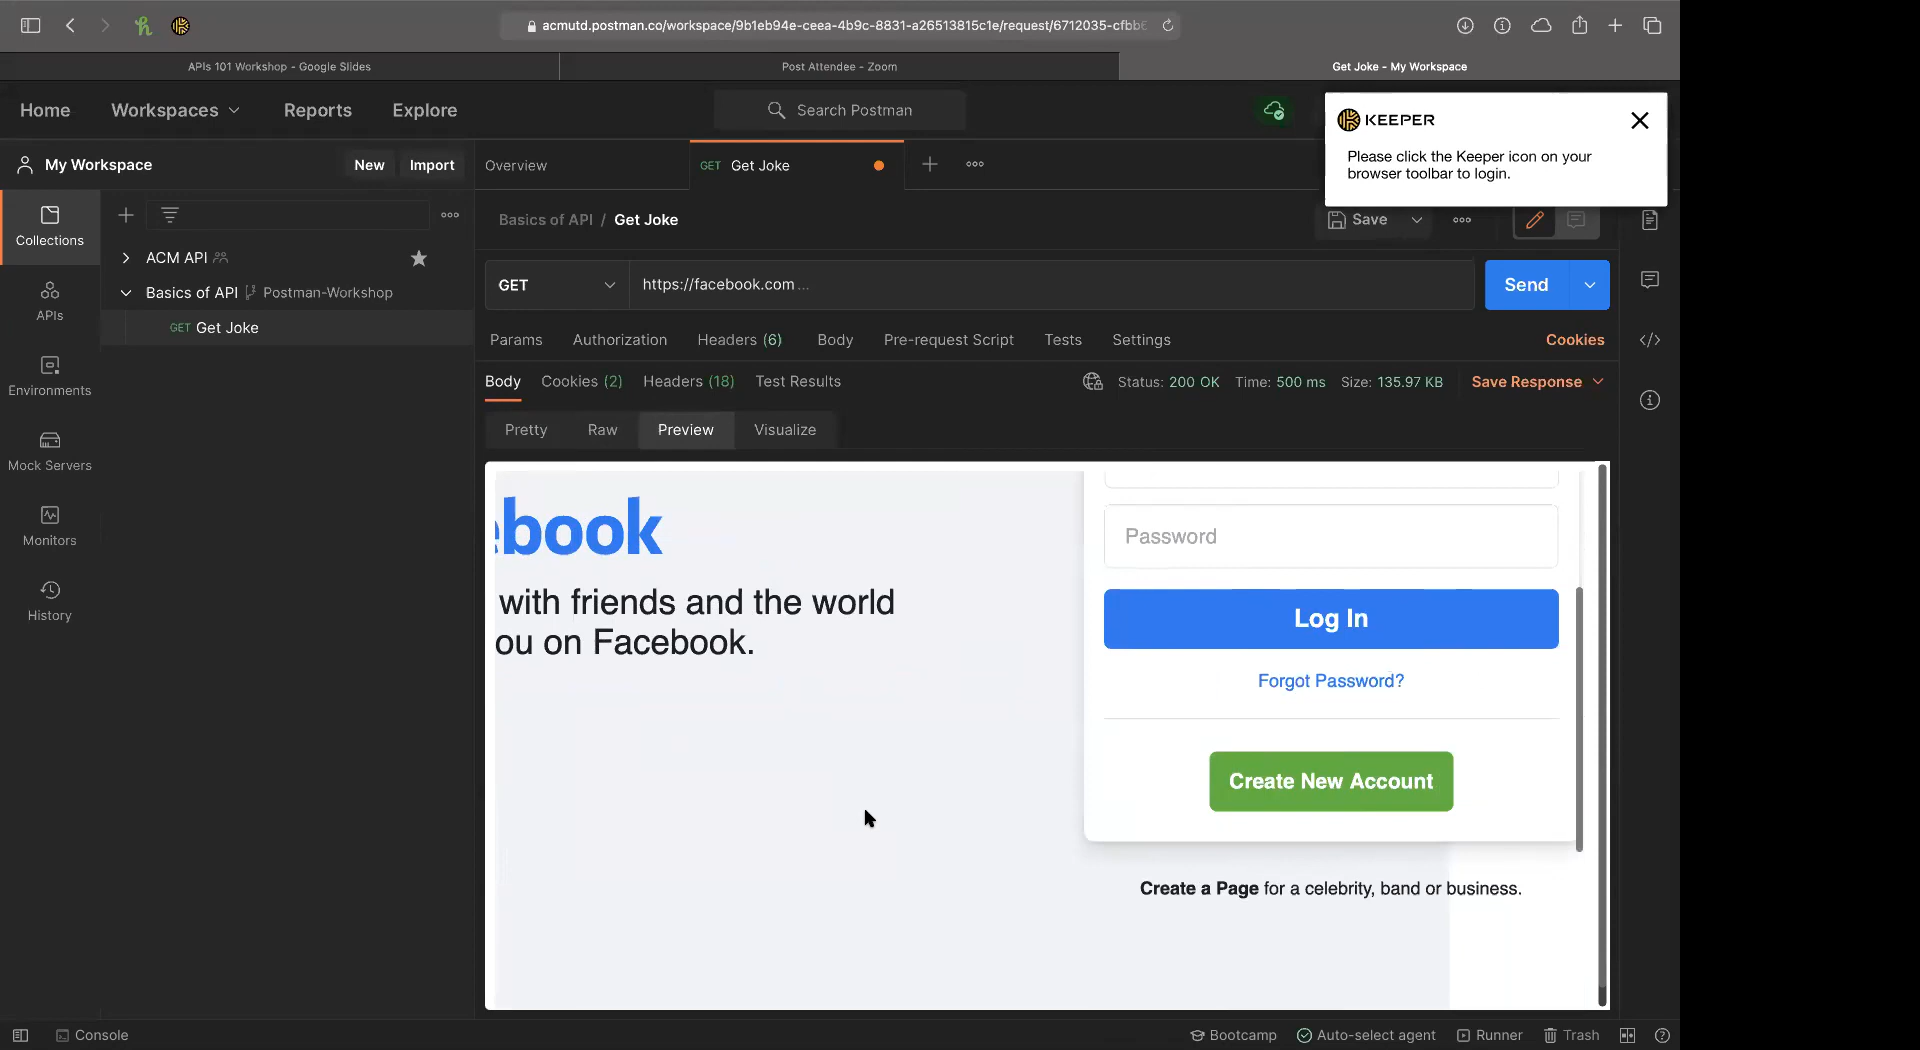 acmutd.postman.co/workspace/9b1eb94e-ceea-4b9c-8831-a26513815c1e/request/6712035-cfbb
APIs 101 Workshop - Google Slides
Post Attendee - Zoom
Get Joke - My Workspace
Home
Workspaces
Reports
Explore
Search Postman
KEEPER
Please click the Keeper icon on your
browser toolbar to login.
My Workspace
New
Import
Overview
GET Get Joke
Basics of API / Get Joke
Save
Collections
ACM API
Basics of API
Postman-Workshop
GET Get Joke
APIs
Environments
Mock Servers
Monitors
History
GET
https://facebook.com ...
Send
Params
Authorization
Headers (6)
Body
Pre-request Script
Tests
Settings
Cookies
Body
Cookies (2)
Headers (18)
Test Results
Status: 200 OK
Time: 500 ms
Size: 135.97 KB
Save Response
Pretty
Raw
Preview
Visualize
ebook
with friends and the world
ou on Facebook.
Password
Log In
Forgot Password?
Create New Account
Create a Page for a celebrity, band or business.
Console
Bootcamp
Auto-select agent
Runner
Trash